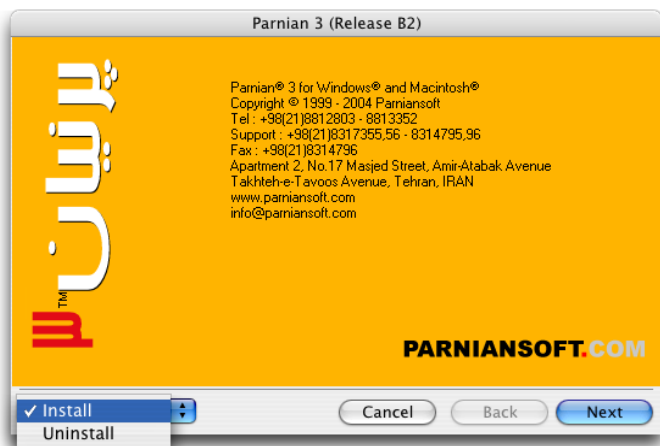 Parnian 3 (Release B2)
پرنیان ۳™
Parnian® 3 for Windows® and Macintosh®
Copyright © 1999 - 2004 Parniansoft
Tel : +98(21)8812803 - 8813352
Support : +98(21)8317355,56 - 8314795,96
Fax : +98(21)8314796
Apartment 2, No.17 Masjed Street, Amir-Atabak Avenue
Takhteh-e-Tavoos Avenue, Tehran, IRAN
www.parniansoft.com
info@parniansoft.com
PARNIANSOFT.COM
✓ Install
Uninstall
Cancel
Back
Next